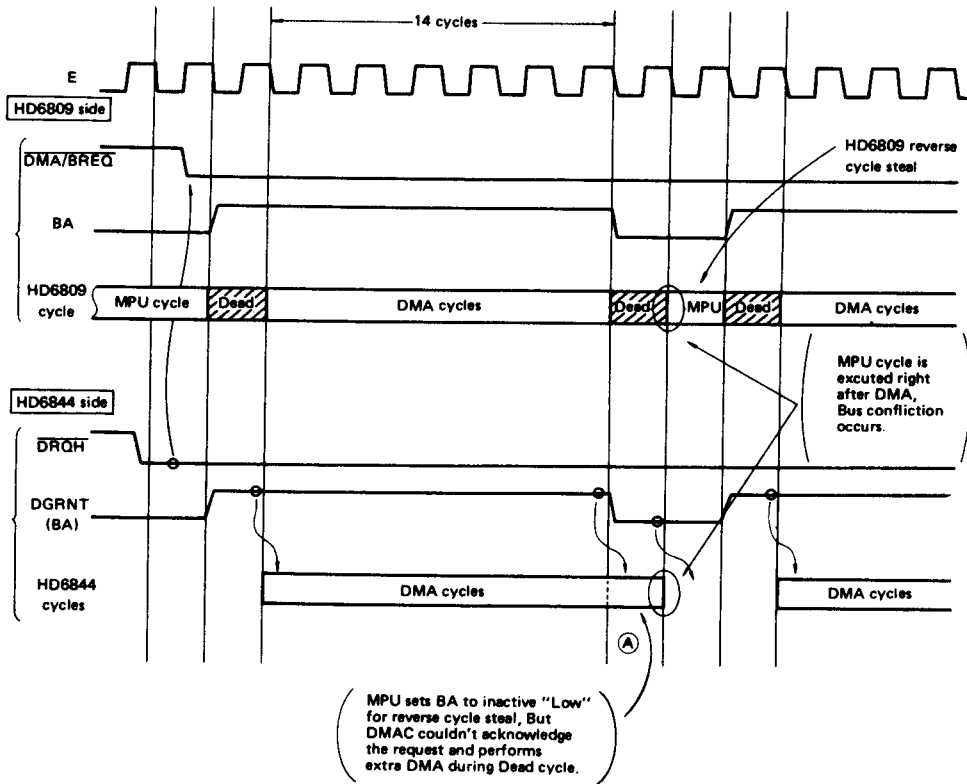 14 cycles
E
HD6809 side
DMA/BREQ
HD6809 reverse
cycle steal
BA
HD6809
cycle
MPU cycle
Dead
DMA cycles
Dead
MPU
Dead
DMA cycles
MPU cycle is
excuted right
after DMA,
Bus confliction
occurs.
HD6844 side
DRQH
DGRNT
(BA)
HD6844
cycles
DMA cycles
DMA cycles
A
MPU sets BA to inactive "Low"
for reverse cycle steal, But
DMAC couldn't acknowledge
the request and performs
extra DMA during Dead cycle.